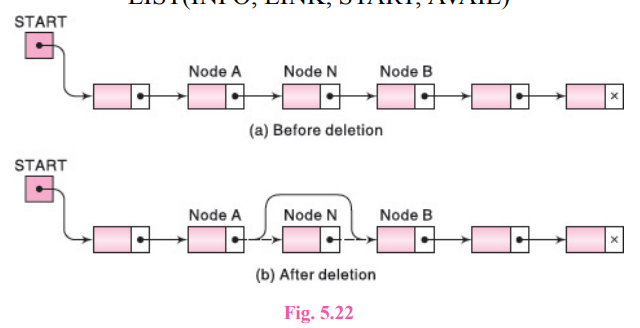 LIST(INFO, LINK, START, AVAIL)
START
Node A Node N Node B
×
(a) Before deletion
START
Node A Node N Node B
×
(b) After deletion
Fig. 5.22